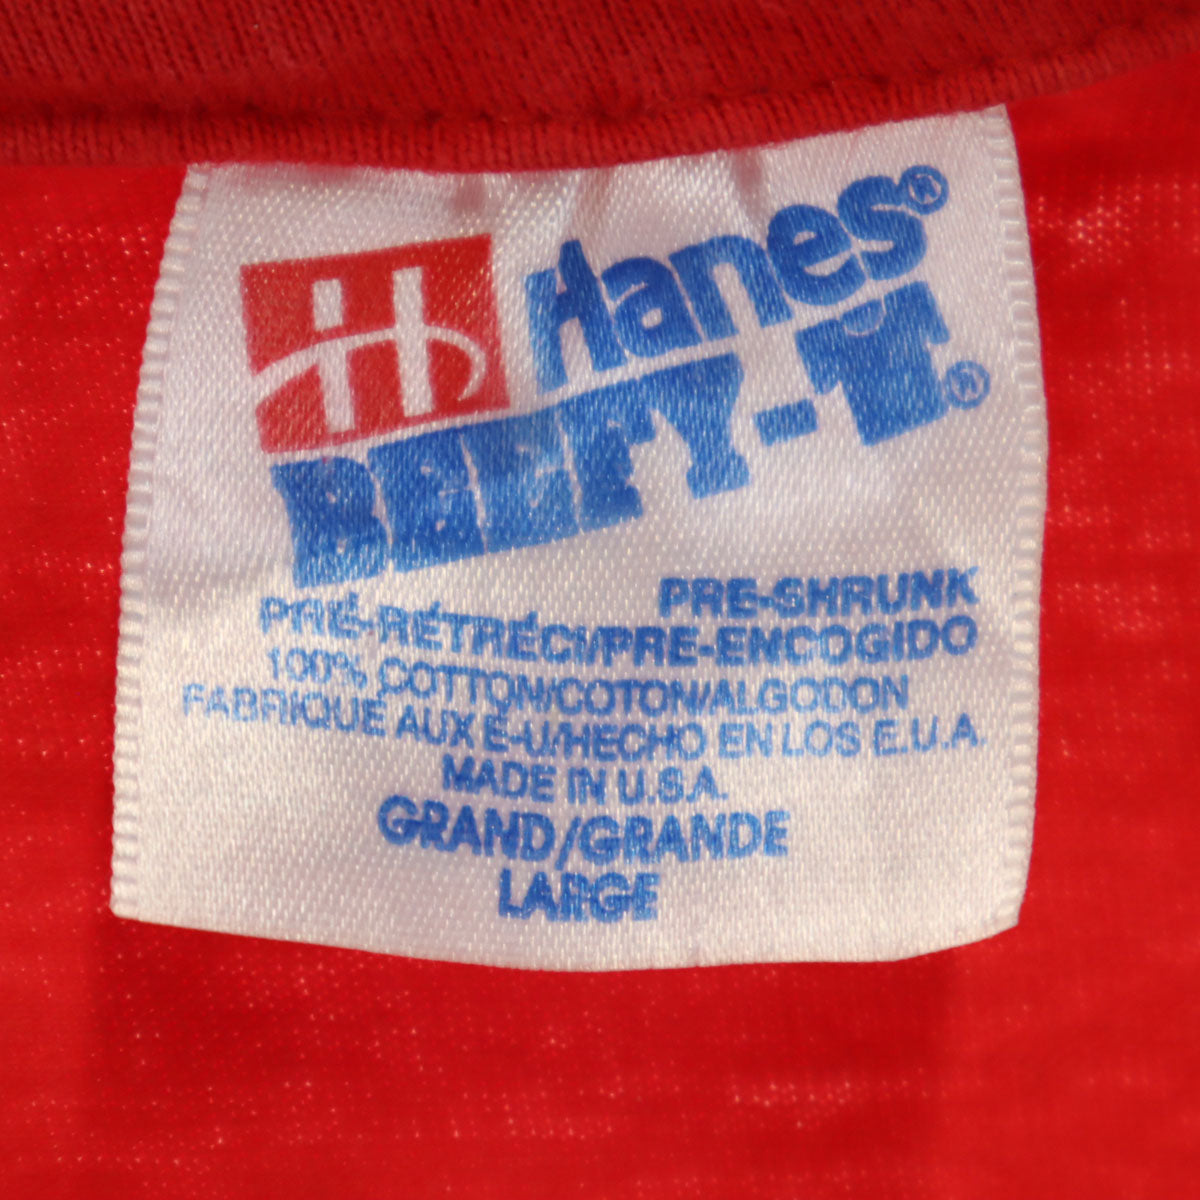 H Hanes®
BEEFY-T®
PRE-SHRUNK
PRÉ-RÉTRÉCI/PRE-ENCOGIDO
100% COTTON/COTON/ALGODON
FABRIQUE AUX E-U/HECHO EN LOS E.U.A.
MADE IN U.S.A.
GRAND/GRANDE
LARGE